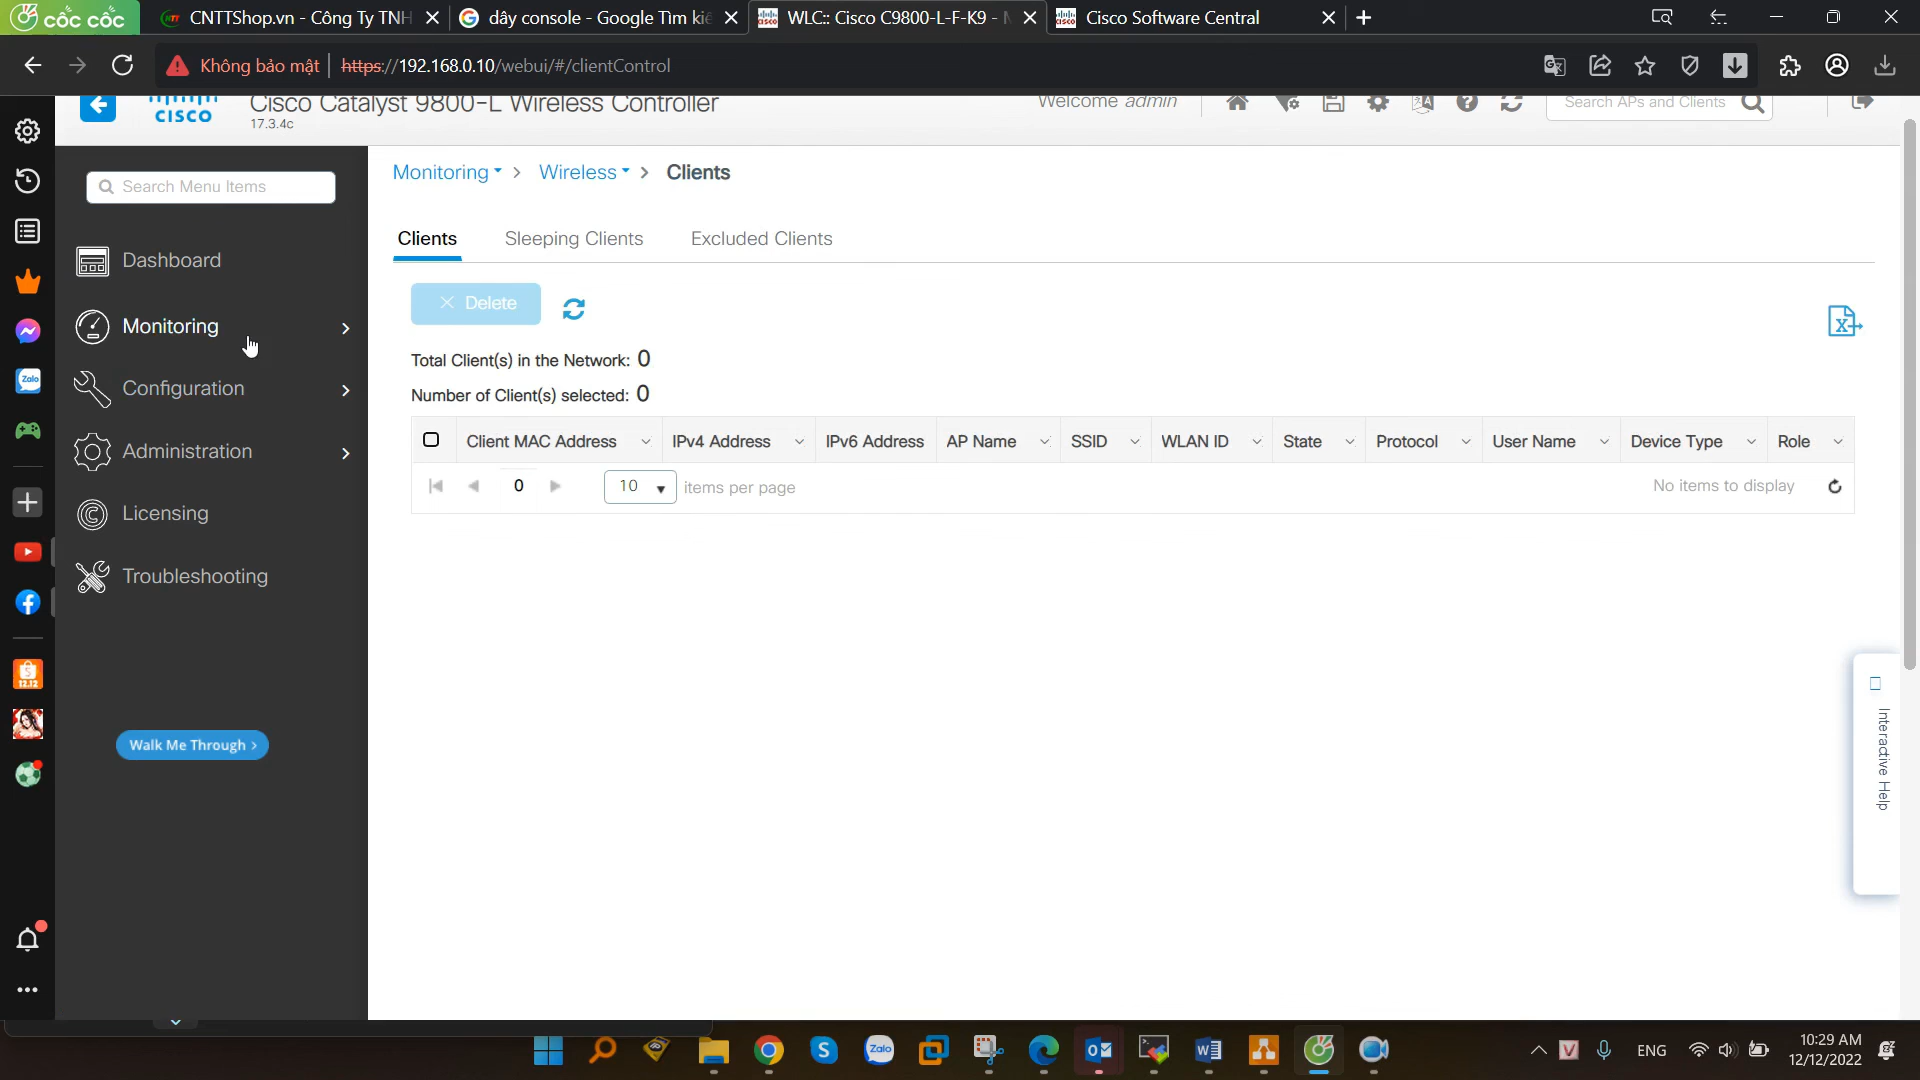 cốc cốc
CNTTShop.vn - Công Ty TNH
dây console - Google Tìm kiế
WLC:: Cisco C9800-L-F-K9 - N
Cisco Software Central
Không bảo mật
https://192.168.0.10/webui/#/clientControl
CISCO
Cisco Catalyst 9800-L Wireless Controller
17.3.4c
Welcome admin
Search APs and Clients
Search Menu Items
Dashboard
Monitoring
Configuration
Administration
Licensing
Troubleshooting
Walk Me Through >
Monitoring > Wireless > Clients
Clients
Sleeping Clients
Excluded Clients
× Delete
Total Client(s) in the Network: 0
Number of Client(s) selected: 0
Client MAC Address
IPv4 Address
IPv6 Address
AP Name
SSID
WLAN ID
State
Protocol
User Name
Device Type
Role
0
10
items per page
No items to display
Interactive Help
Zalo
12.12
Zalo
ENG
10:29 AM
12/12/2022